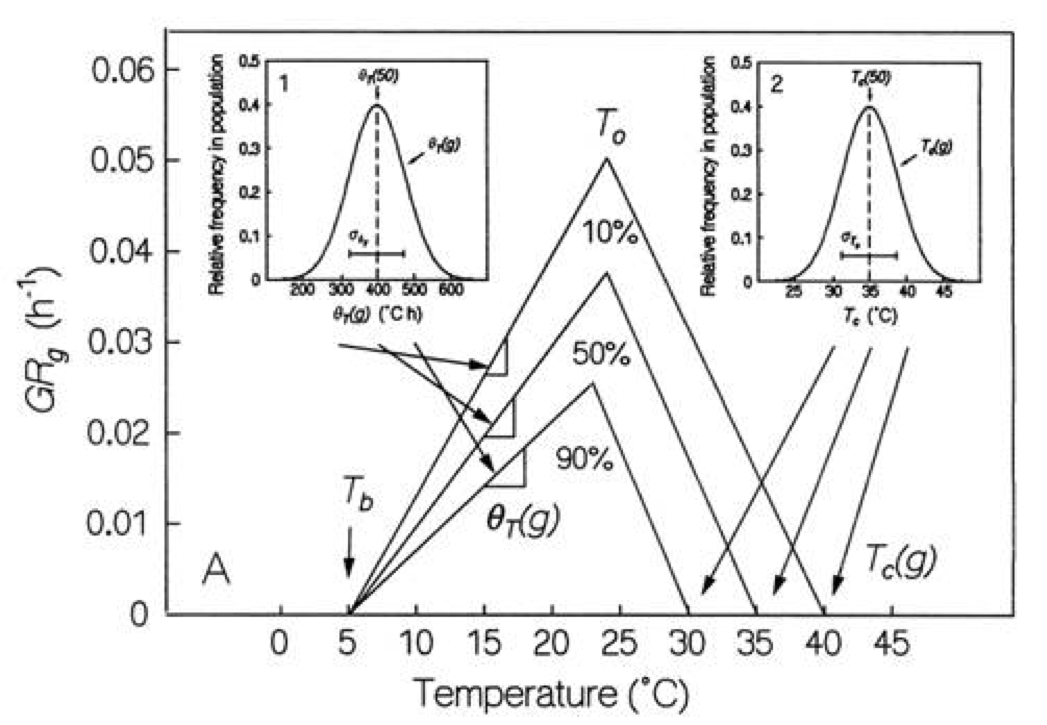 GRg (h-1)
0.06
0.05
0.04
0.03
0.02
0.01
0
1
Relative frequency in population
0.5
0.4
0.3
0.2
0.1
0
θT(50)
θT(g)
200 300 400 500 600
θT(g) (°C h)
2
Relative frequency in population
0.5
0.4
0.3
0.2
0.1
0
Tc(50)
Tc(g)
σTc
25 30 35 40 45
Tc (°C)
To
10%
50%
90%
Tb
θT(g)
Tc(g)
A
0 5 10 15 20 25 30 35 40 45
Temperature (°C)